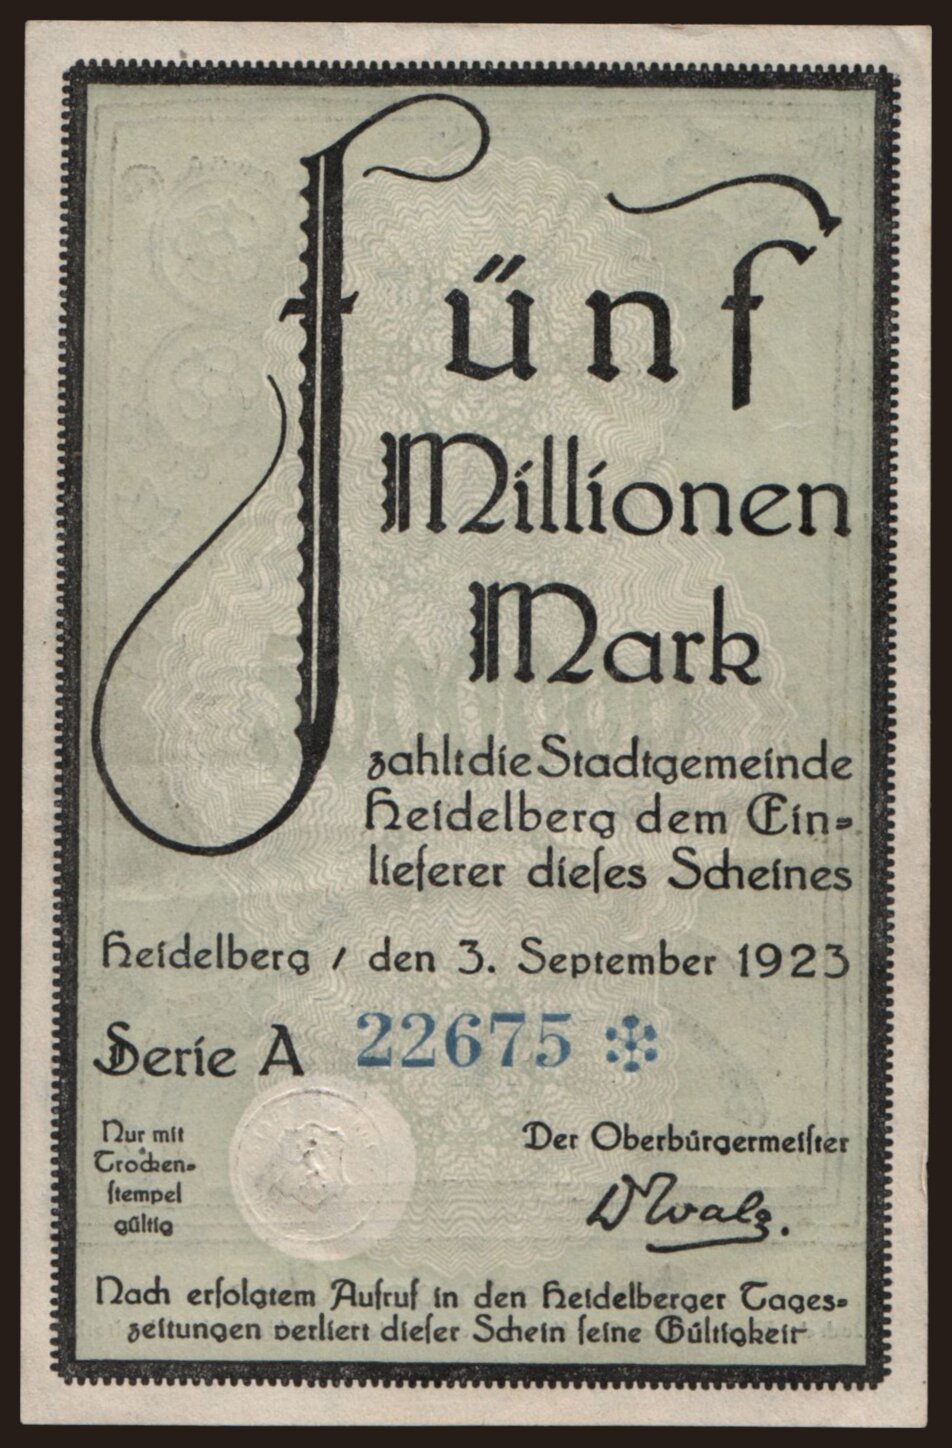 Fünf
Millionen
Mark
zahlt die Stadtgemeinde
Heidelberg dem Ein-
lieferer dieſes Scheines
Heidelberg / den 3. September 1923
Serie A 22675
Nur mit
Trocken-
ſtempel
gültig
Der Oberbürgermeiſter
D Walz.
Nach erfolgtem Aufruf in den Heidelberger Tages-
zeitungen verliert dieſer Schein ſeine Gültigkeit